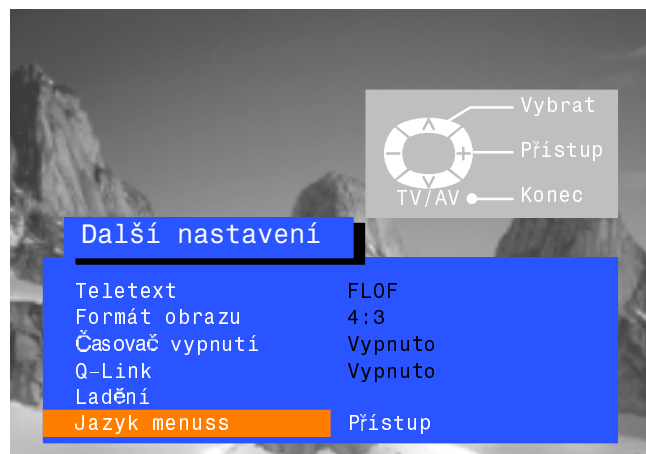 Vybrat
Přístup
TV/AV Konec
Další nastavení
Teletext FLOF
Formát obrazu 4:3
Časovač vypnutí Vypnuto
Q-Link Vypnuto
Ladění
Jazyk menuss Přístup